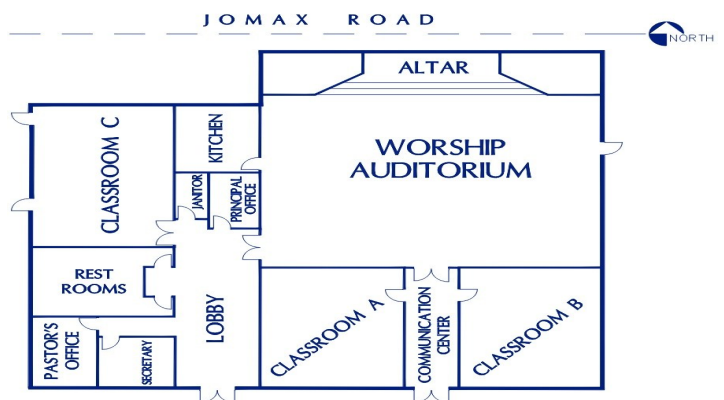 JOMAX ROAD
NORTH
ALTAR
WORSHIP
AUDITORIUM
CLASSROOM C
KITCHEN
JANITOR
PRINCIPAL
OFFICE
REST
ROOMS
LOBBY
PASTOR'S
OFFICE
SECRETARY
CLASSROOM A
COMMUNICATION
CENTER
CLASSROOM B